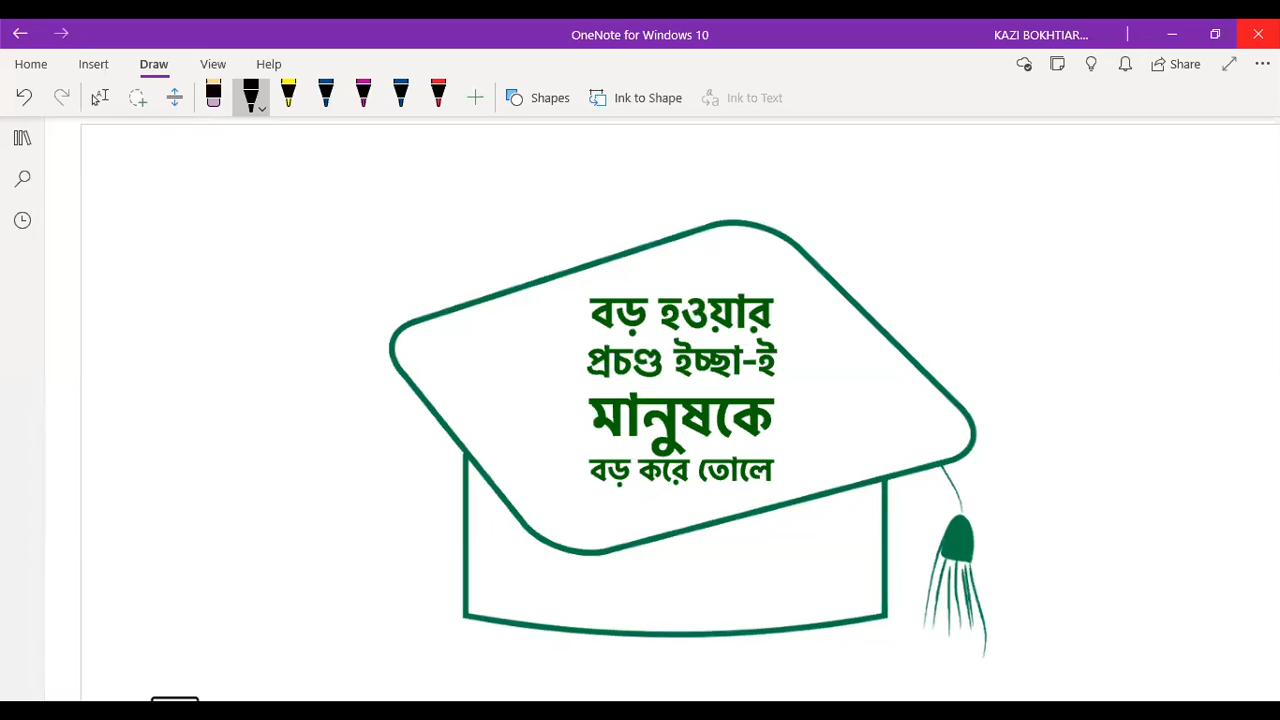 OneNote for Windows 10
KAZI BOKHTIAR...
Home
Insert
Draw
View
Help
Share
Shapes
Ink to Shape
Ink to Text
বড় হওয়ার
প্রচণ্ড ইচ্ছা-ই
মানুষকে
বড় করে তোলে